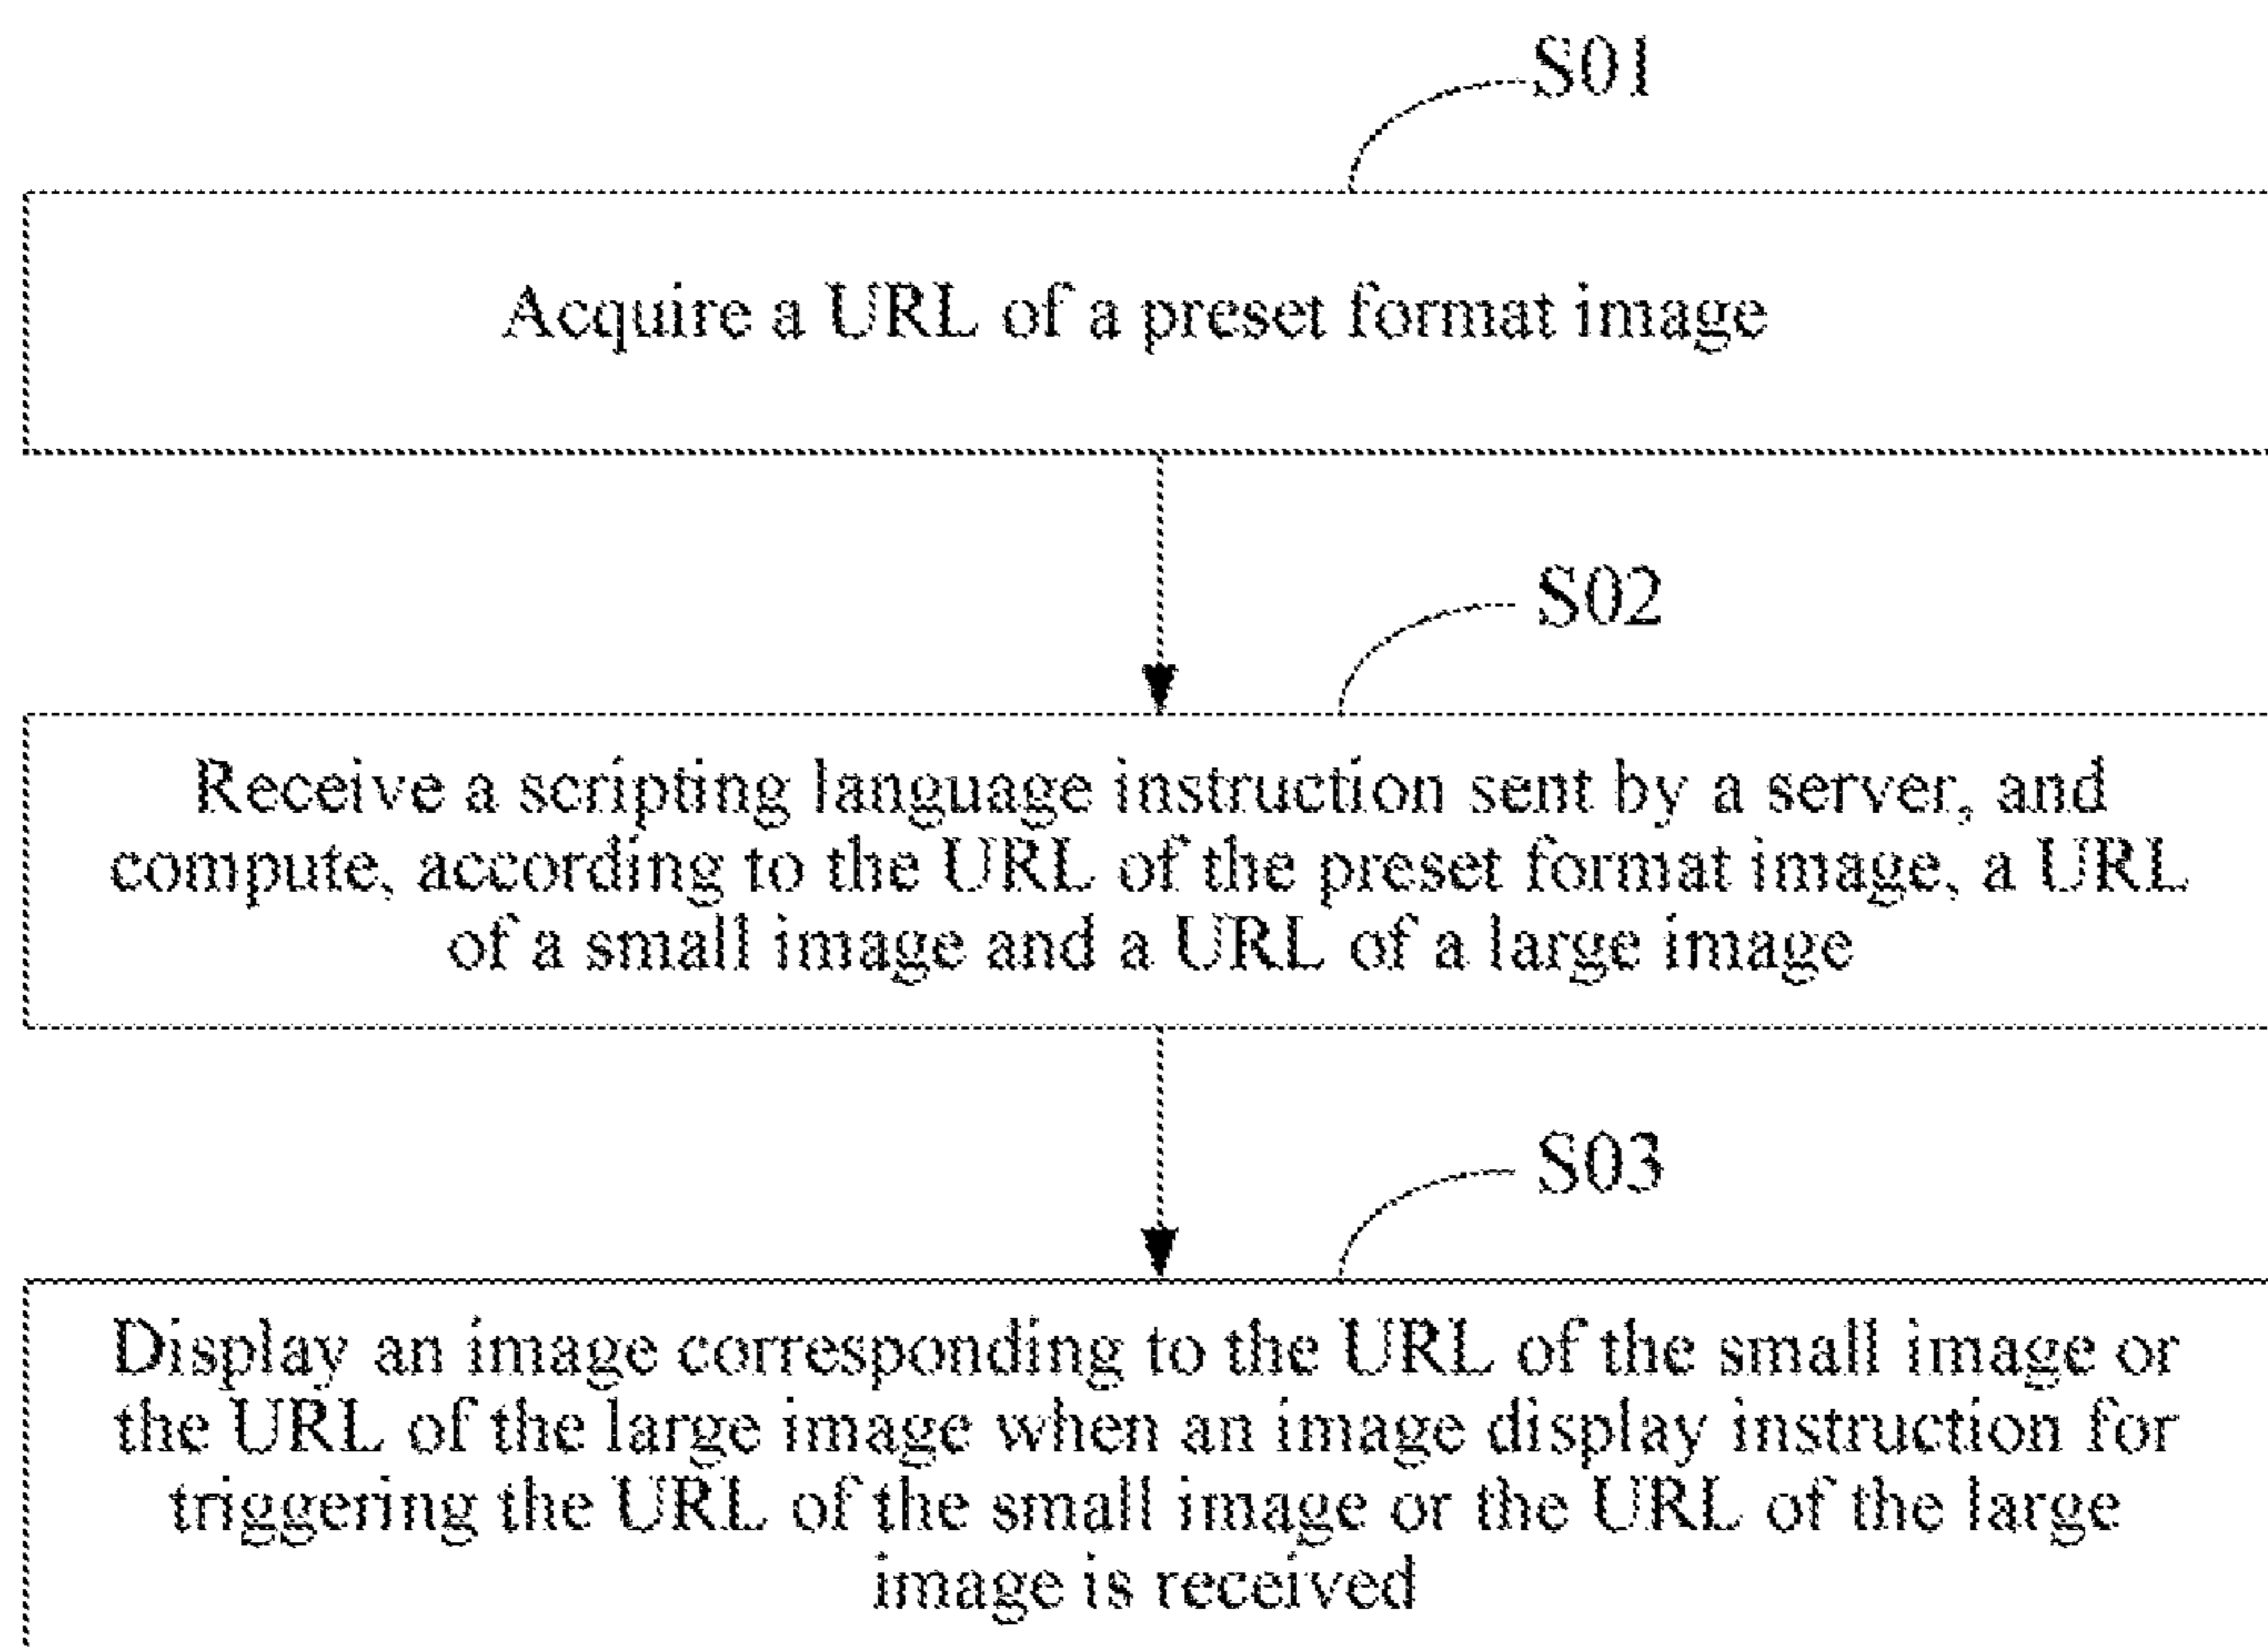 S01
Acquire a URL of a preset format image
S02
Receive a scripting language instruction sent by a server, and
compute, according to the URL of the preset format image, a URL
of a small image and a URL of a large image
S03
Display an image corresponding to the URL of the small image or
the URL of the large image when an image display instruction for
triggering the URL of the small image or the URL of the large
image is received